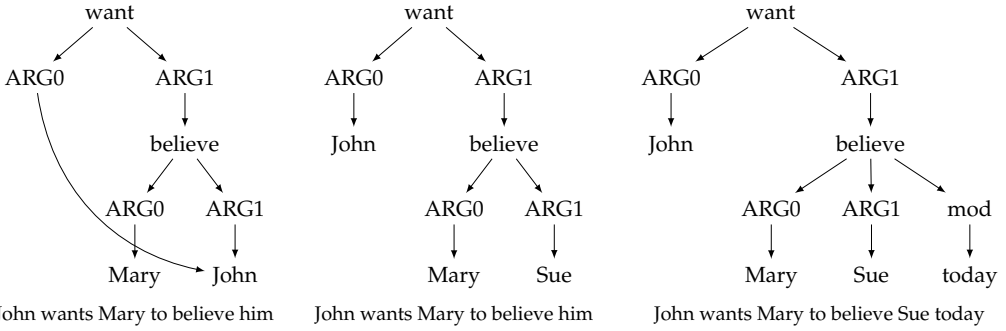 want want want
ARG0 ARG1 ARG0 ARG1 ARG0 ARG1
believe John believe John believe
ARG0 ARG1 ARG0 ARG1 ARG0 ARG1 mod
Mary John Mary Sue Mary Sue today
John wants Mary to believe him John wants Mary to believe him John wants Mary to believe Sue today